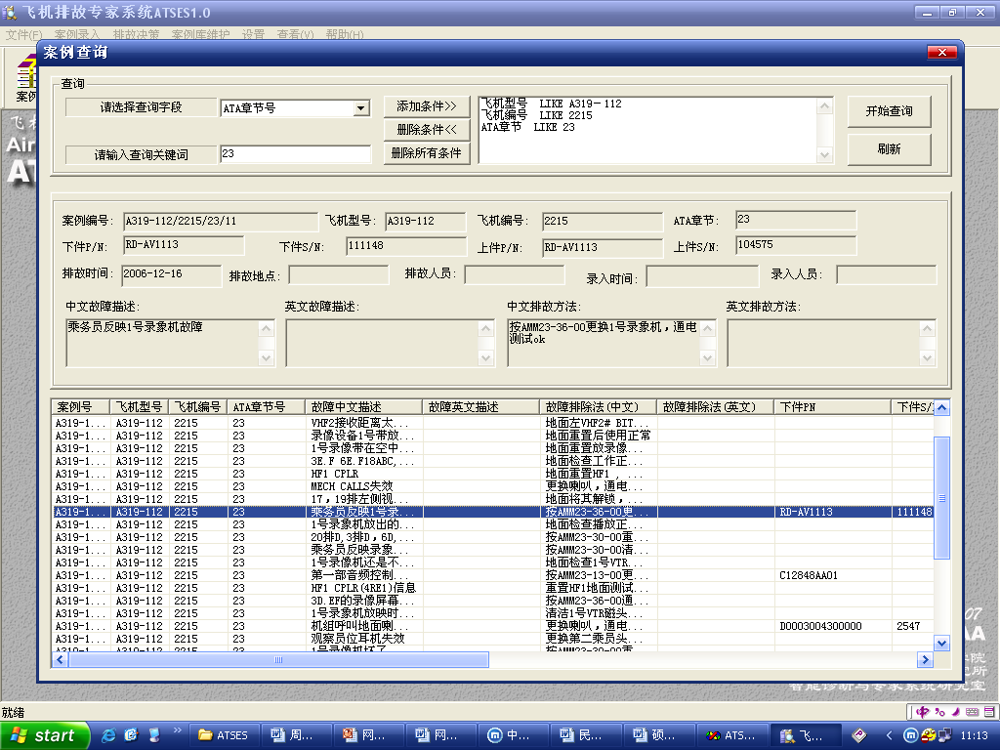 飞机排故专家系统ATSES1.0
文件(F) 案例录入 排故决策 案例库维护 设置 查看(V) 帮助(H)
案例查询
查询
请选择查询字段 ATA章节号 添加条件>> 飞机型号 LIKE A319-112 开始查询
删除条件<< 飞机编号 LIKE 2215
ATA章节 LIKE 23
请输入查询关键词 23 删除所有条件 刷新
案例编号: A319-112/2215/23/11 飞机型号: A319-112 飞机编号: 2215 ATA章节: 23
下件P/N: RD-AV1113 下件S/N: 111148 上件P/N: RD-AV1113 上件S/N: 104575
排故时间: 2006-12-16 排故地点: 排故人员: 录入时间: 录入人员:
中文故障描述: 英文故障描述: 中文排故方法: 英文排故方法:
乘务员反映1号录象机故障 按AMM23-36-00更换1号录象机，通电
测试ok
案例号 飞机型号 飞机编号 ATA章节号 故障中文描述 故障英文描述 故障排除法(中文) 故障排除法(英文) 下件PN 下件S/
A319-1... A319-112 2215 23 VHF2接收距离太... 地面左VHF2# BIT...
A319-1... A319-112 2215 23 录像设备1号带放... 地面重置后使用正常
A319-1... A319-112 2215 23 1号录像带在空中... 地面重置放录像...
A319-1... A319-112 2215 23 3E.F 6E.F18ABC,... 地面检查工作正...
A319-1... A319-112 2215 23 HF1 CPLR 地面重置HF1 , ...
A319-1... A319-112 2215 23 MECH CALLS失效 更换喇叭，通电...
A319-1... A319-112 2215 23 17，19排左侧视... 地面将其解锁，...
A319-1... A319-112 2215 23 乘务员反映1号录... 按AMM23-36-00更... RD-AV1113 111148
A319-1... A319-112 2215 23 1号录象机放出的... 地面检查播放正...
A319-1... A319-112 2215 23 20排D,3排D，6D,... 按AMM23-30-00重...
A319-1... A319-112 2215 23 乘务员反映录象... 按AMM23-30-00清...
A319-1... A319-112 2215 23 1号录像机还是不... 地面检查1号VTR...
A319-1... A319-112 2215 23 第一部音频控制... 按AMM23-13-00更... C12848AA01
A319-1... A319-112 2215 23 HF1 CPLR(4RE1)信息 重置HF1地面测试...
A319-1... A319-112 2215 23 3D.EF的录像屏幕... 按AMM23-36-00通...
A319-1... A319-112 2215 23 1号录象机放映时... 清洁1号VTR磁头...
A319-1... A319-112 2215 23 机组呼叫地面喇... 更换喇叭，通电... D0003004300000 2547
A319-1... A319-112 2215 23 观察员位耳机失效 更换第二乘员头...
A319-1... A319-112 2215 23 1号录像机坏了 按AMM23-30-00重...
智能诊断与专家系统研究室
就绪
start ATSES 周... 网... 网... 中... 民... 硕... ATS... 飞... 11:13